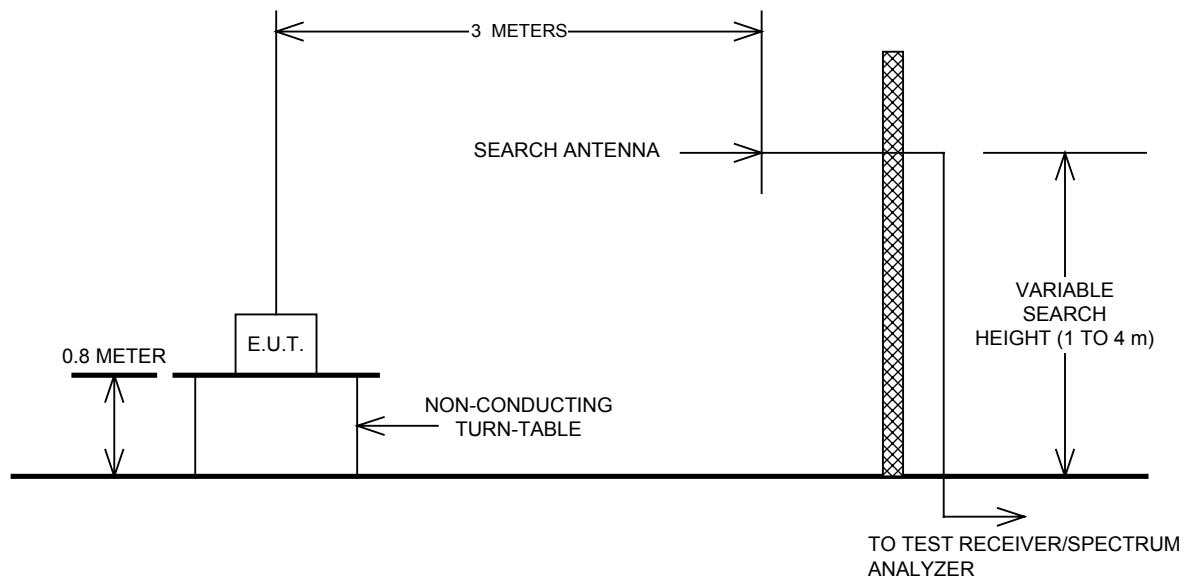 3 METERS
SEARCH ANTENNA
VARIABLE
SEARCH
HEIGHT (1 TO 4 m)
E.U.T.
0.8 METER
NON-CONDUCTING
TURN-TABLE
TO TEST RECEIVER/SPECTRUM
ANALYZER